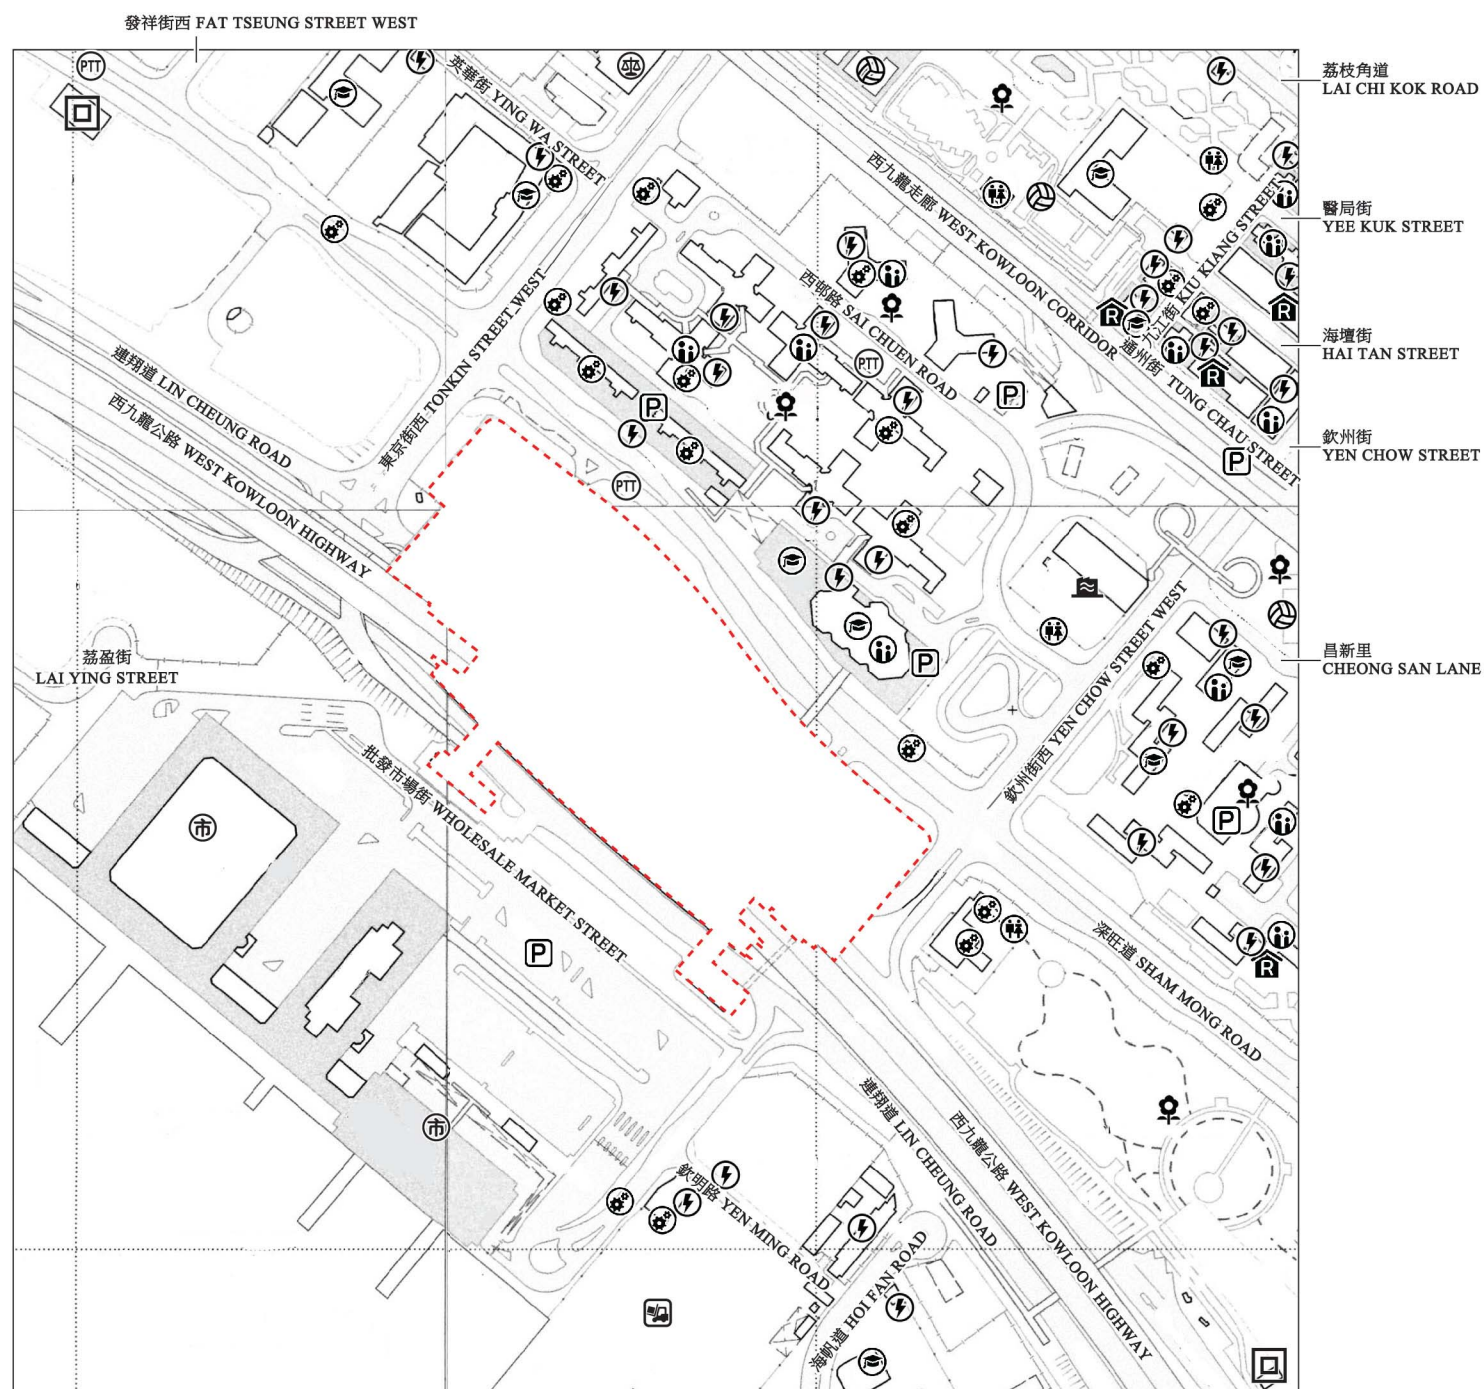 發祥街西 FAT TSEUNG STREET WEST
荔枝角道
LAI CHI KOK ROAD
PTT
英華街 YING WA STREET
西九龍走廊 WEST KOWLOON CORRIDOR
醫局街
YEE KUK STREET
九江街 KIU KIANG STREET
西邨路 SAI CHUEN ROAD
東京街西 TONKIN STREET WEST
R
R
海壇街
HAI TAN STREET
通州街 TUNG CHAU STREET
連翔道 LIN CHEUNG ROAD
PTT
R
西九龍公路 WEST KOWLOON HIGHWAY
P
P
欽州街
YEN CHOW STREET
P
PTT
荔盈街
LAI YING STREET
欽州街西 YEN CHOW STREET WEST
P
昌新里
CHEONG SAN LANE
批發市場街 WHOLESALE MARKET STREET
市
P
P
深旺道 SHAM MONG ROAD
R
市
連翔道 LIN CHEUNG ROAD
西九龍公路 WEST KOWLOON HIGHWAY
欽明路 YEN MING ROAD
海帆道 HOI FAN ROAD